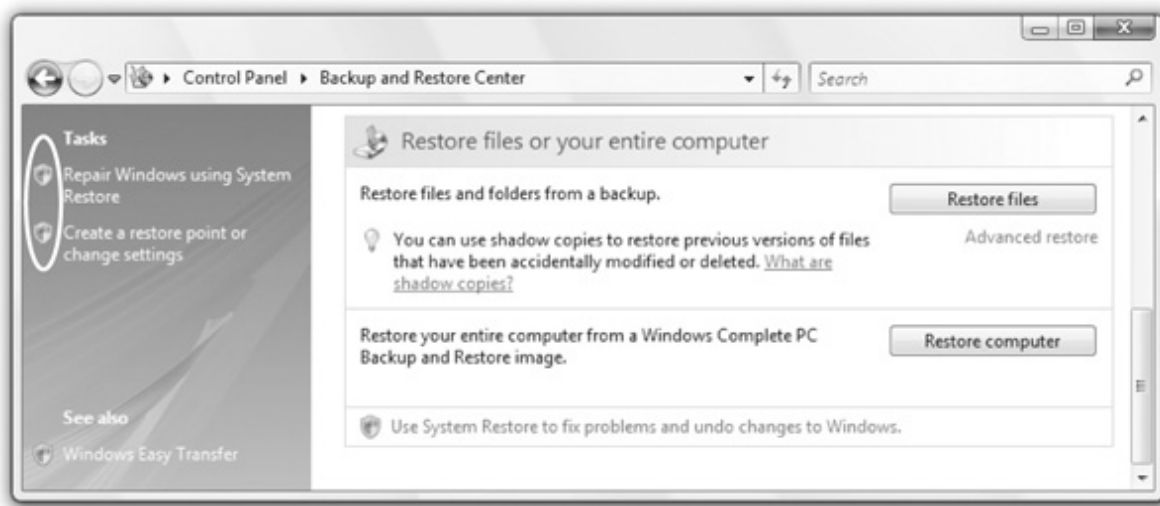 Control Panel Backup and Restore Center
Search
Tasks
Repair Windows using System
Restore
Create a restore point or
change settings
See also
Windows Easy Transfer
Restore files or your entire computer
Restore files and folders from a backup.
Restore files
You can use shadow copies to restore previous versions of files
that have been accidentally modified or deleted. What are
shadow copies?
Advanced restore
Restore your entire computer from a Windows Complete PC
Backup and Restore image.
Restore computer
Use System Restore to fix problems and undo changes to Windows.